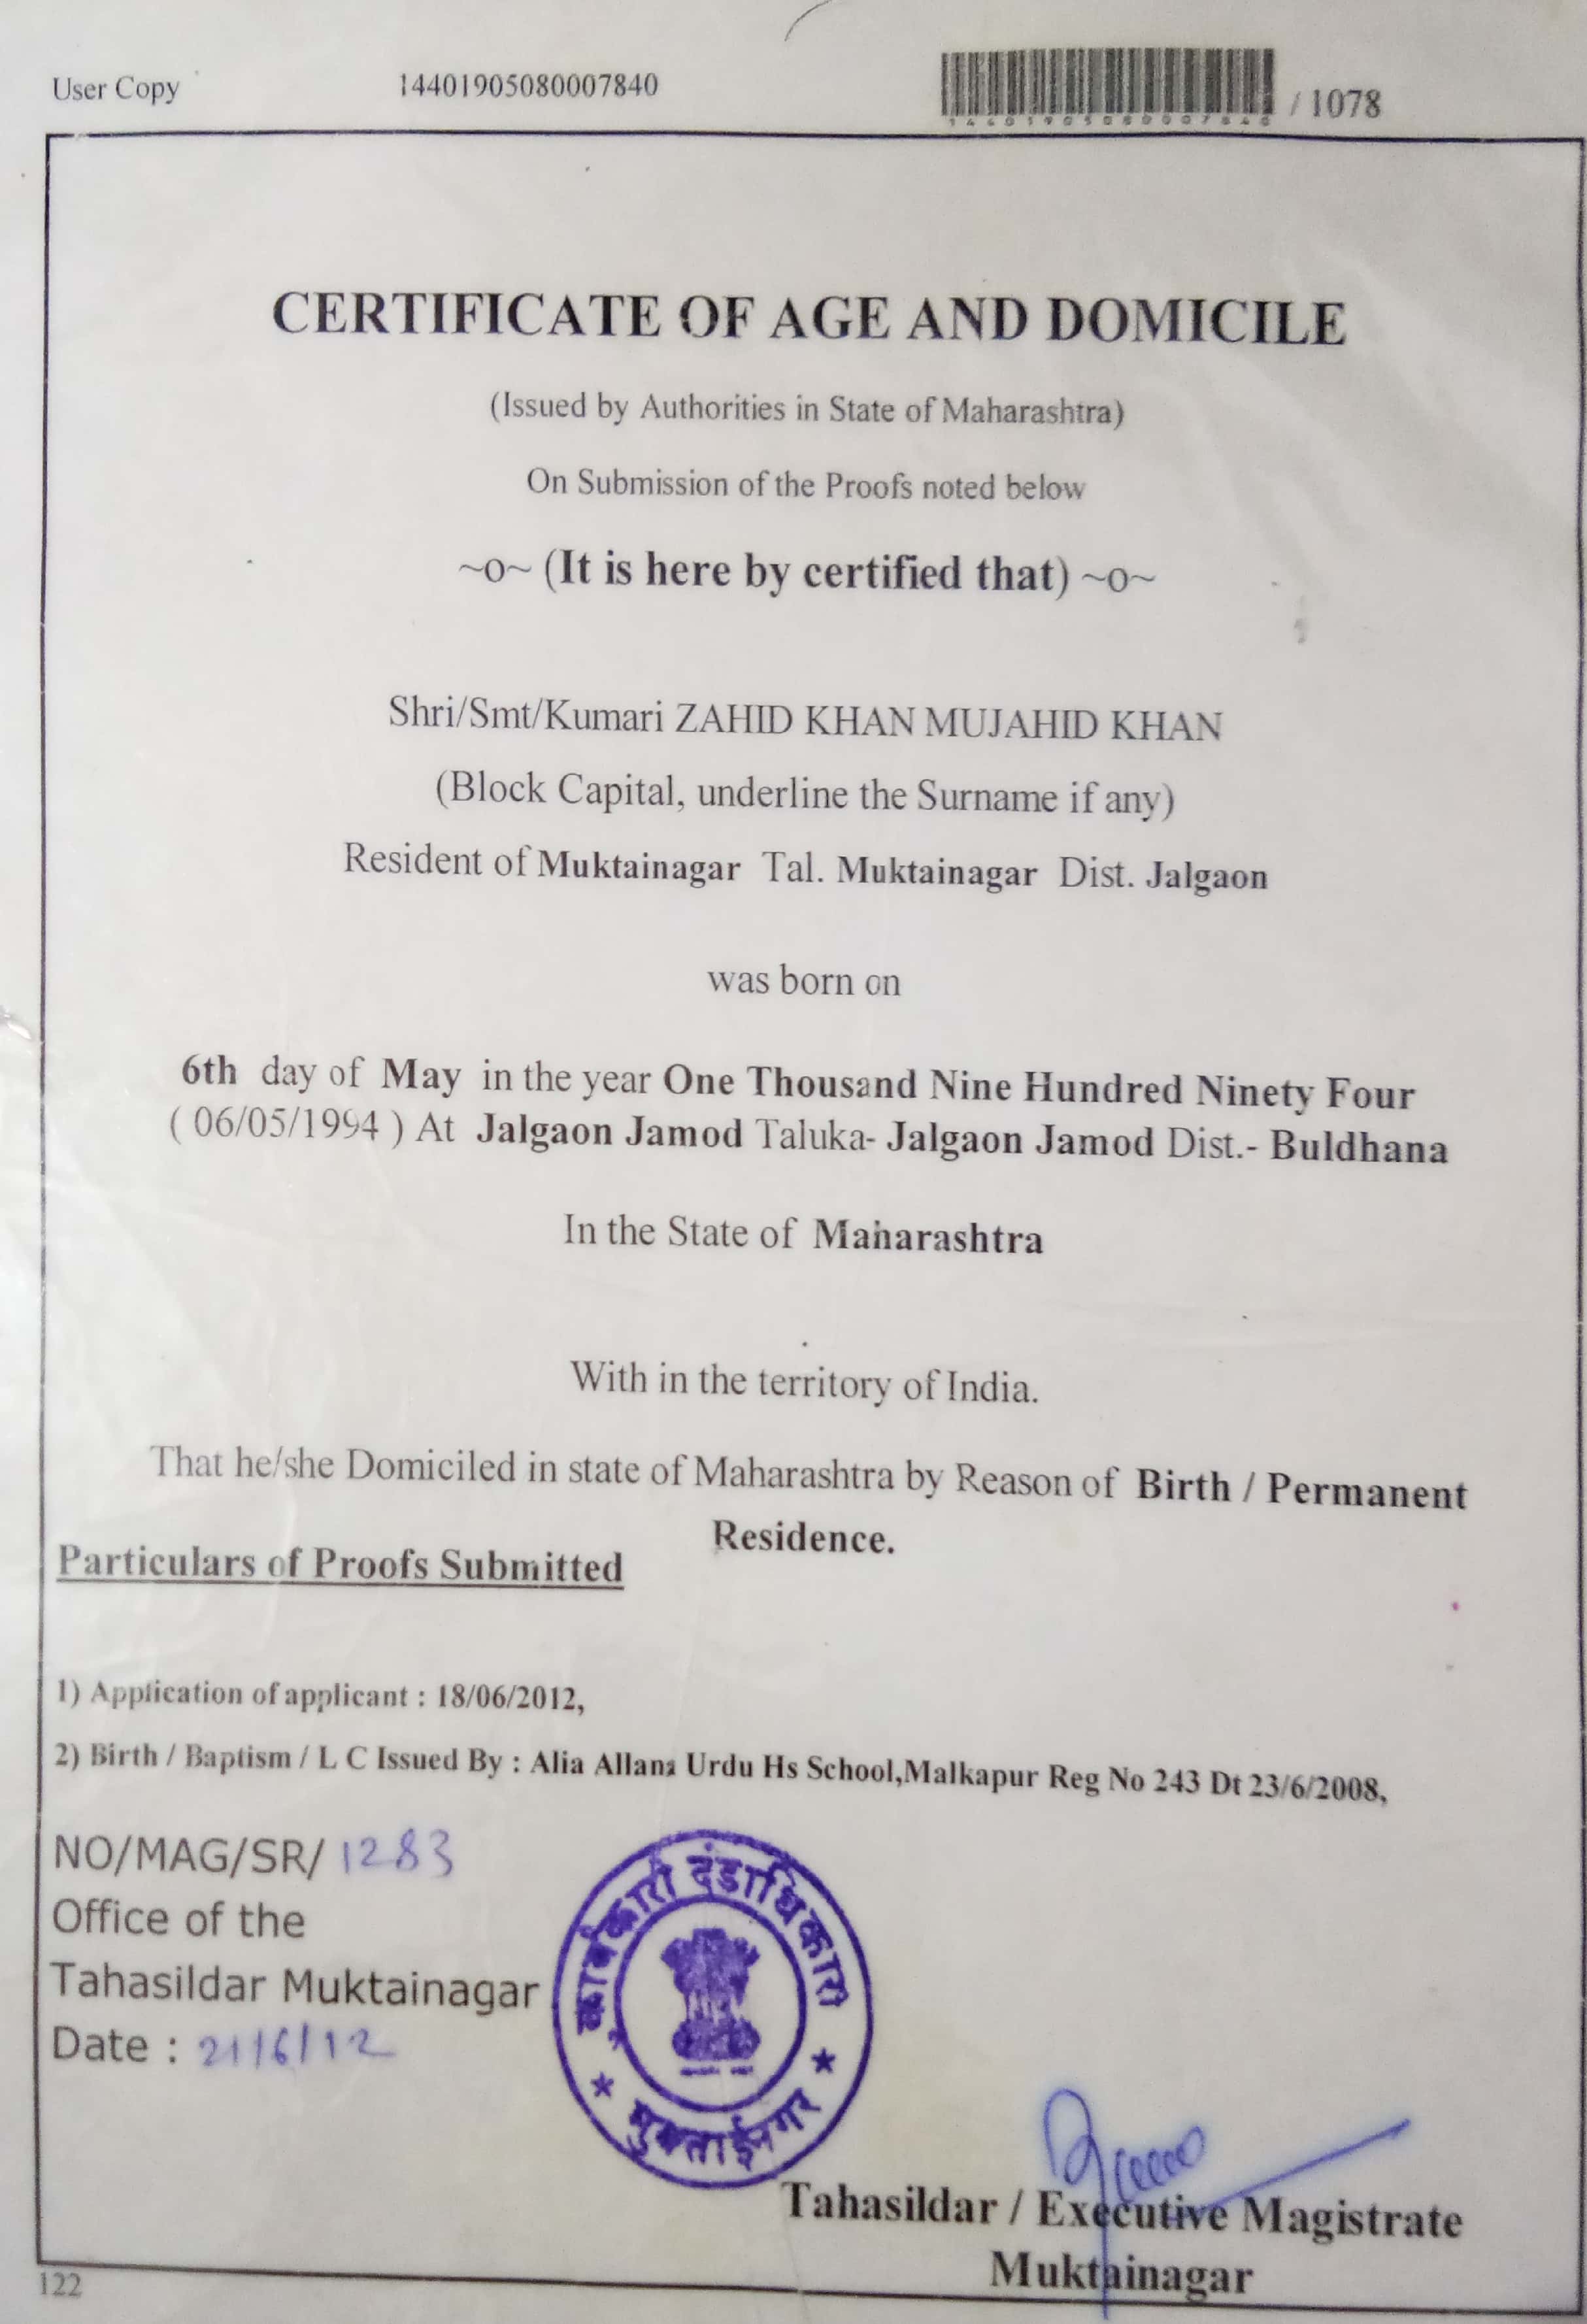 User Copy 14401905080007840 / 1078
14401905080007840
CERTIFICATE OF AGE AND DOMICILE
(Issued by Authorities in State of Maharashtra)
On Submission of the Proofs noted below
~o~ (It is here by certified that) ~o~
Shri/Smt/Kumari ZAHID KHAN MUJAHID KHAN
(Block Capital, underline the Surname if any)
Resident of Muktainagar Tal. Muktainagar Dist. Jalgaon
was born on
6th day of May in the year One Thousand Nine Hundred Ninety Four
( 06/05/1994 ) At Jalgaon Jamod Taluka- Jalgaon Jamod Dist.- Buldhana
In the State of Maharashtra
With in the territory of India.
That he/she Domiciled in state of Maharashtra by Reason of Birth / Permanent
Residence.
Particulars of Proofs Submitted
1) Application of applicant : 18/06/2012,
2) Birth / Baptism / L C Issued By : Alia Allana Urdu Hs School,Malkapur Reg No 243 Dt 23/6/2008,
NO/MAG/SR/ 1283
Office of the
Tahasildar Muktainagar
Date : 21/6/12
कार्यकारी दंडाधिकारी
★ मुक्ताईनगर ★
Tahasildar / Executive Magistrate
Muktainagar
122